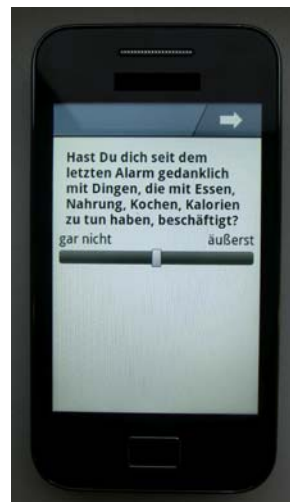 Hast Du dich seit dem
letzten Alarm gedanklich
mit Dingen, die mit Essen,
Nahrung, Kochen, Kalorien
zu tun haben, beschäftigt?
gar nicht äußerst